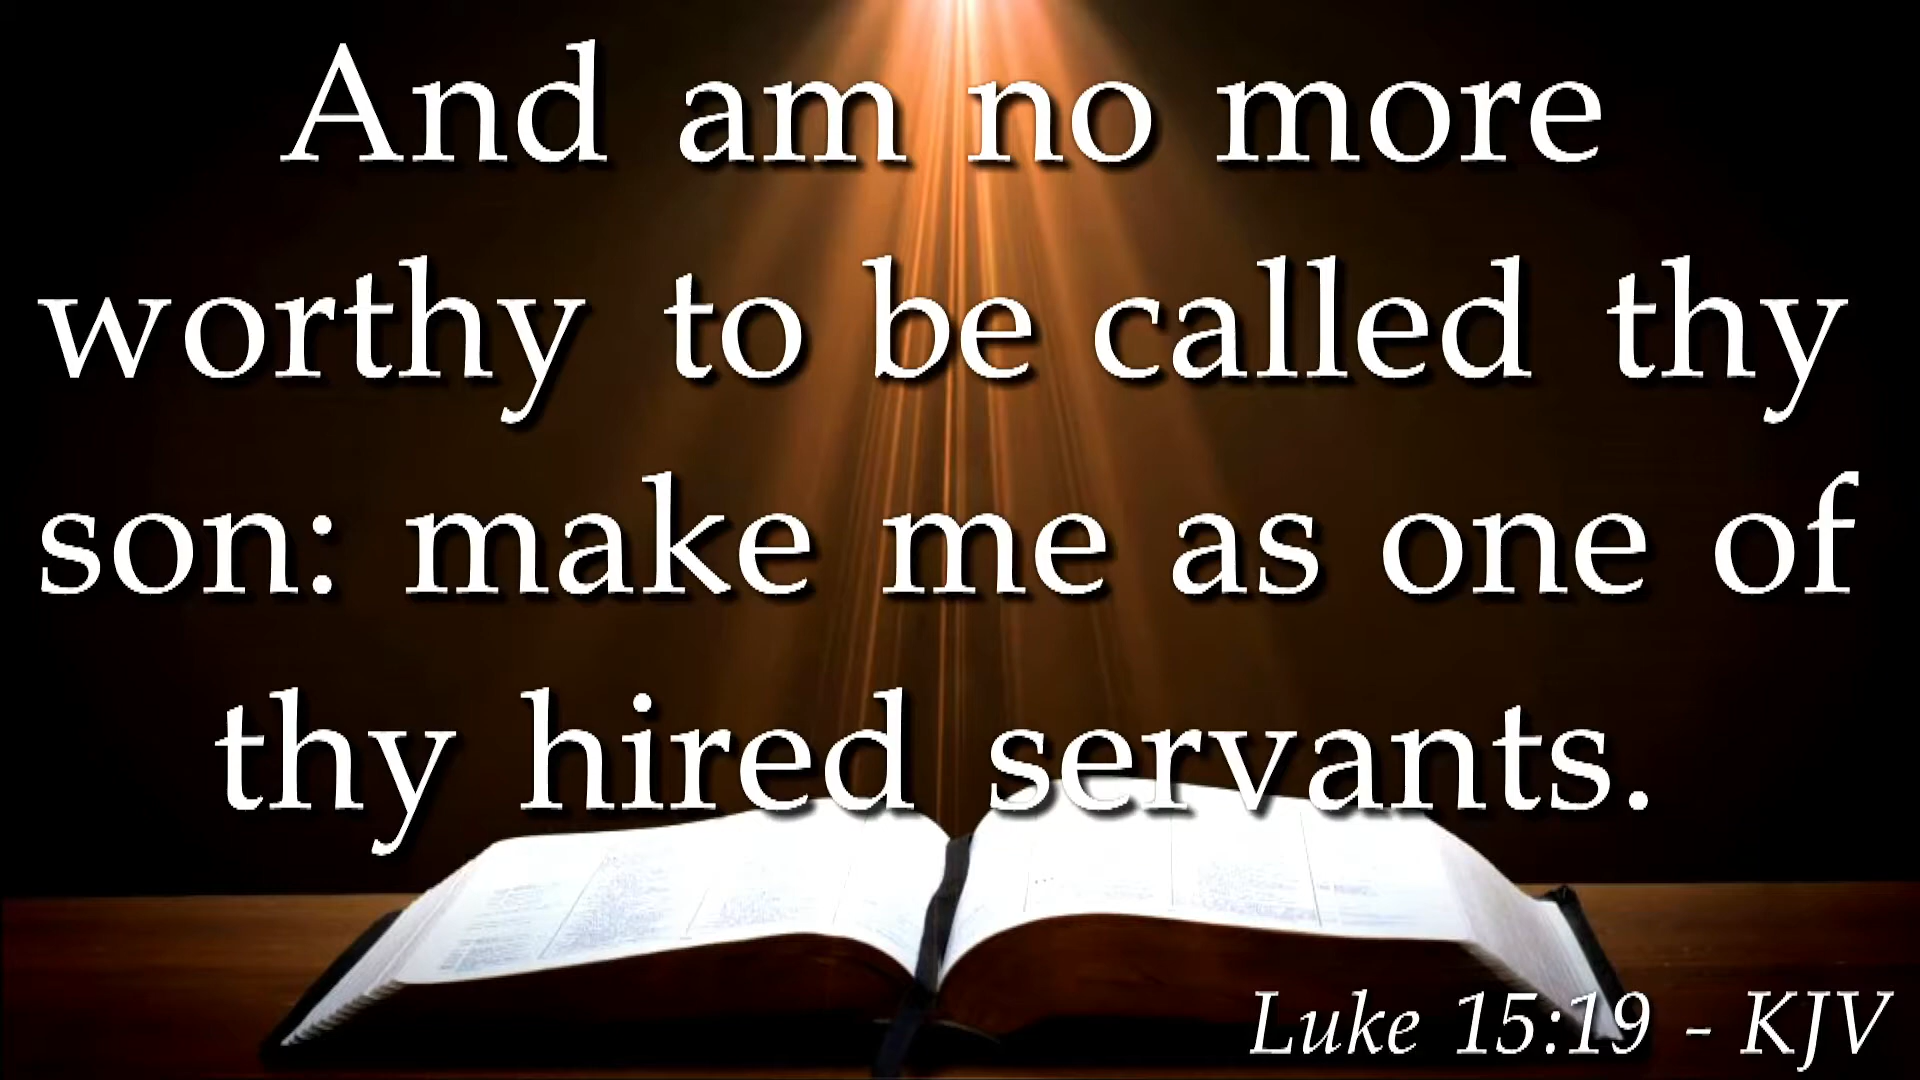 And am no more
worthy to be called thy
son: make me as one of
thy hired servants.
Luke 15:19 - KJV